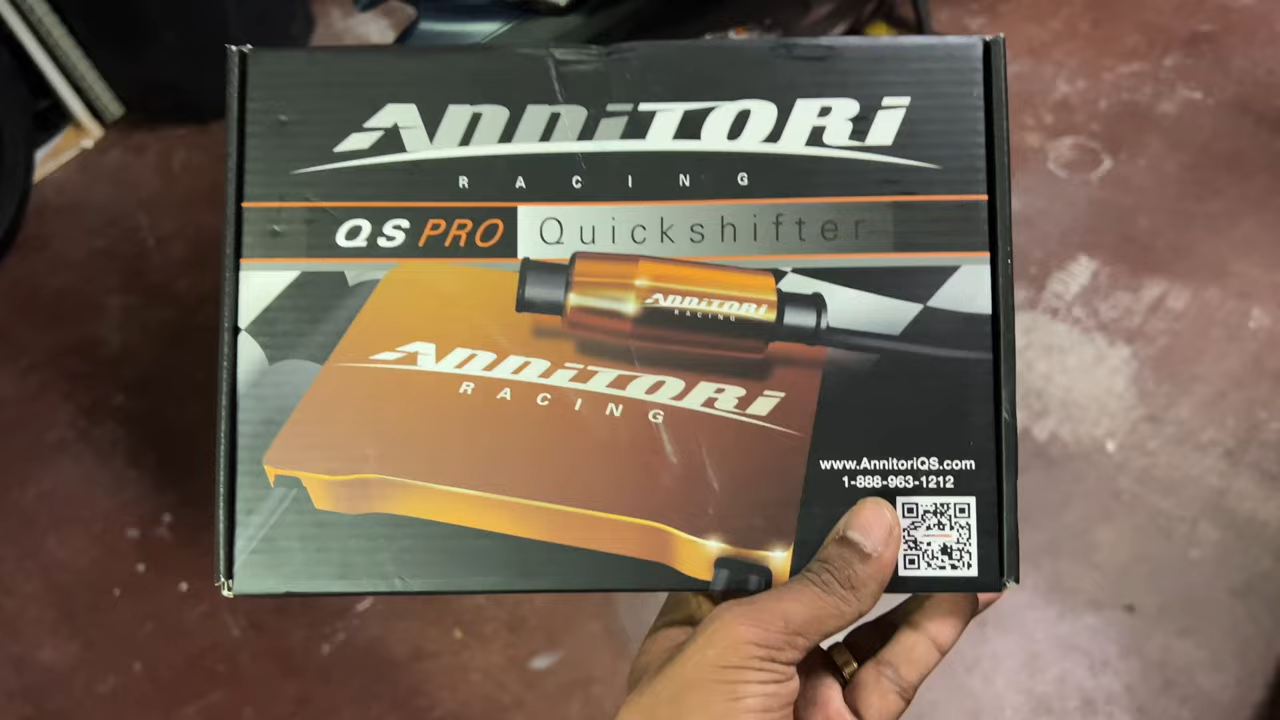 ANNiTORi
RACING
QS PRO Quickshifter
ANNiTORi
RACING
ANNiTORi
RACING
www.AnnitoriQS.com
1-888-963-1212